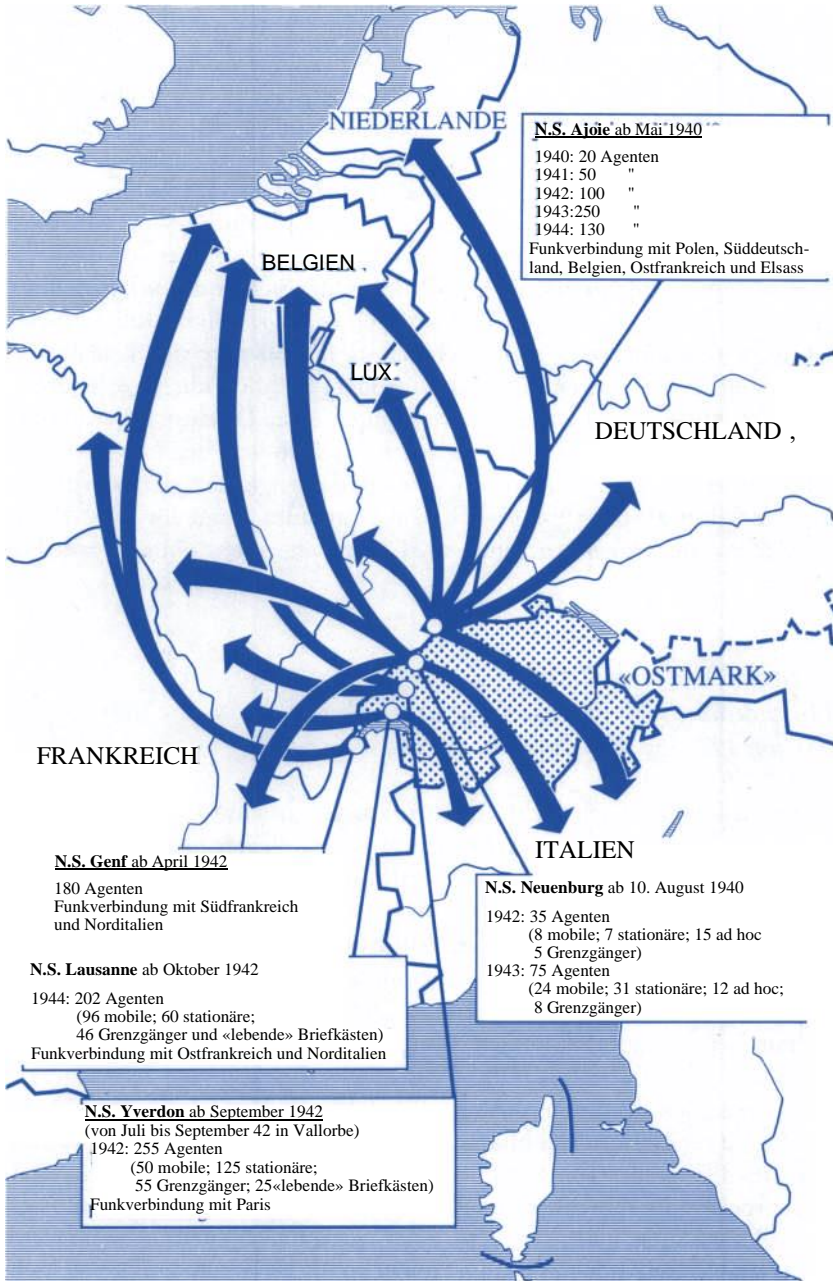 NIEDERLANDE
N.S. Ajoie ab Mai 1940
1940: 20 Agenten
1941: 50 "
1942: 100 "
1943:250 "
1944: 130 "
Funkverbindung mit Polen, Süddeutsch-
land, Belgien, Ostfrankreich und Elsass
BELGIEN
LUX.
DEUTSCHLAND ,
«OSTMARK»
FRANKREICH
ITALIEN
N.S. Genf ab April 1942
180 Agenten
Funkverbindung mit Südfrankreich
und Norditalien
N.S. Neuenburg ab 10. August 1940
1942: 35 Agenten
(8 mobile; 7 stationäre; 15 ad hoc
5 Grenzgänger)
1943: 75 Agenten
(24 mobile; 31 stationäre; 12 ad hoc;
8 Grenzgänger)
N.S. Lausanne ab Oktober 1942
1944: 202 Agenten
(96 mobile; 60 stationäre;
46 Grenzgänger und «lebende» Briefkästen)
Funkverbindung mit Ostfrankreich und Norditalien
N.S. Yverdon ab September 1942
(von Juli bis September 42 in Vallorbe)
1942: 255 Agenten
(50 mobile; 125 stationäre;
55 Grenzgänger; 25«lebende» Briefkästen)
Funkverbindung mit Paris